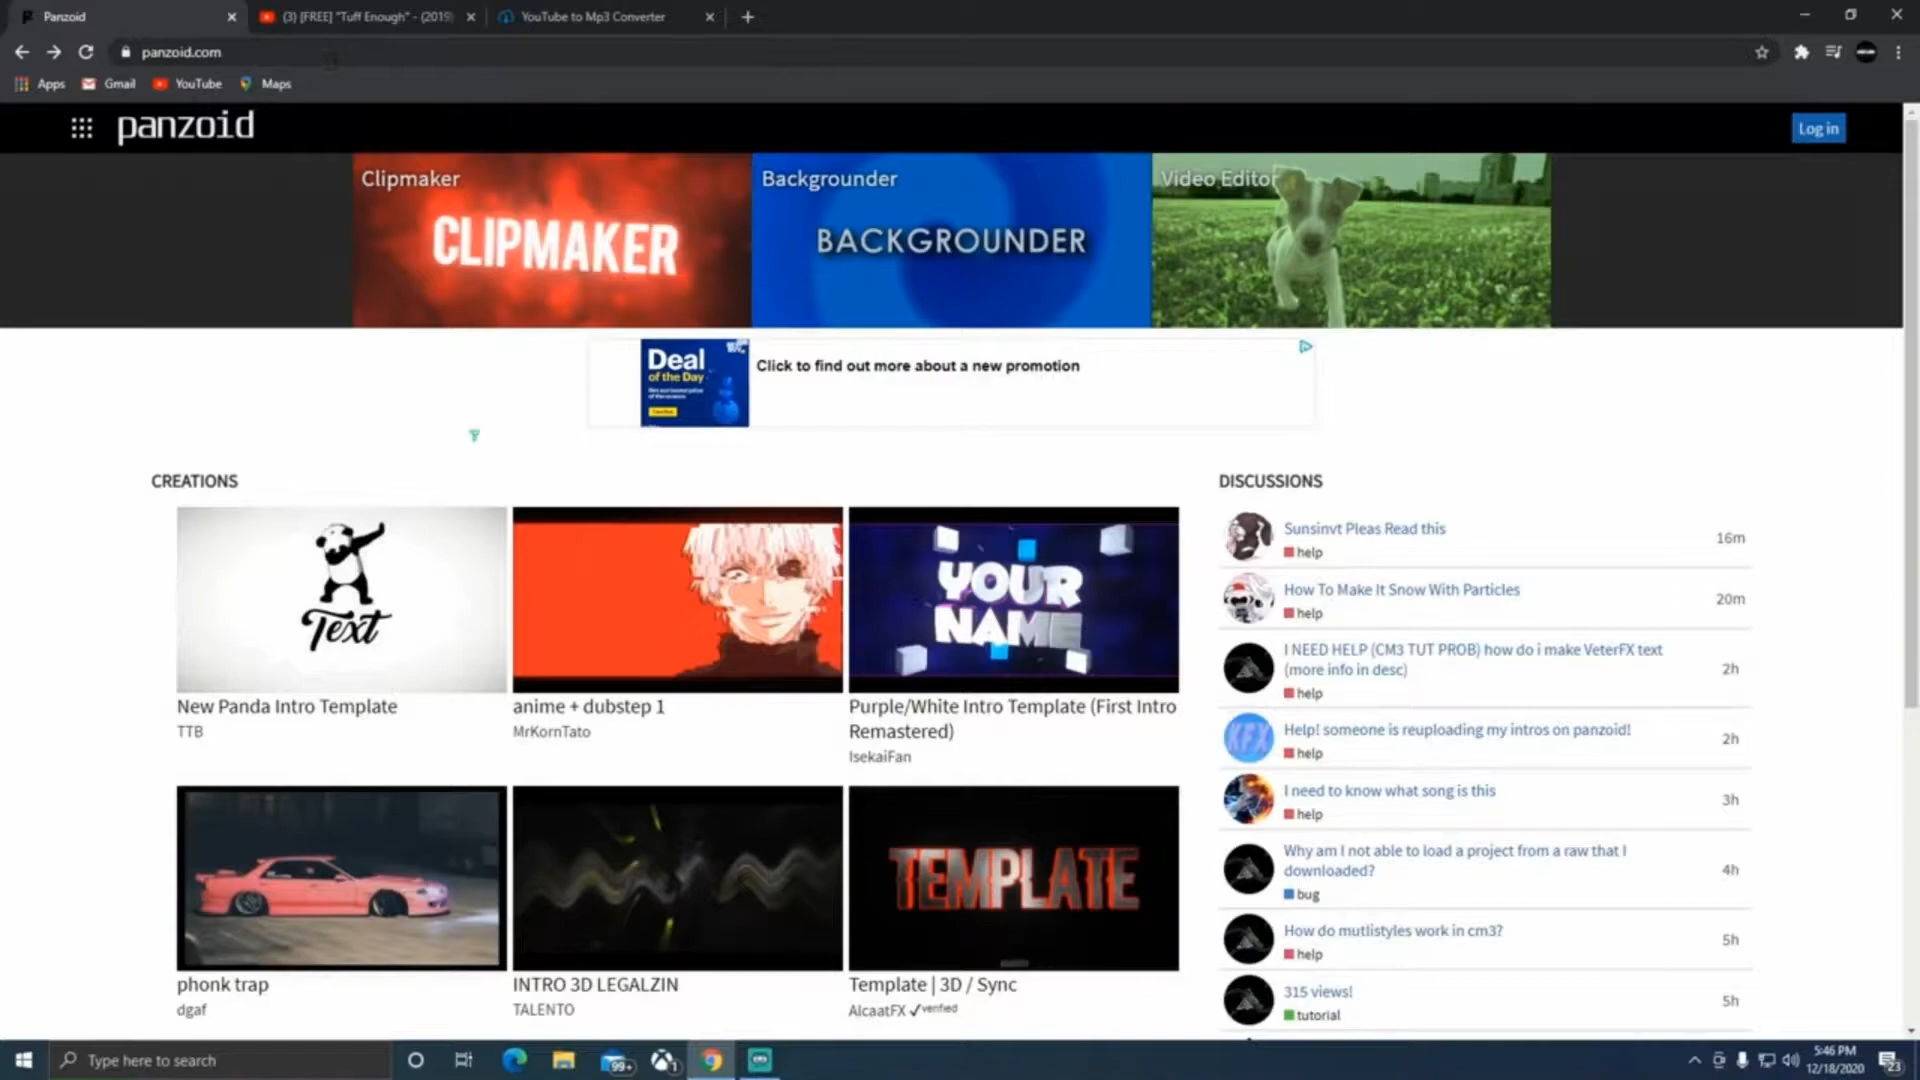 Panzoid
(3) [FREE] "Tuff Enough" - (2019)
YouTube to Mp3 Converter
panzoid.com
Apps
Gmail
YouTube
Maps
panzoid
Log in
Clipmaker
CLIPMAKER
Backgrounder
BACKGROUNDER
Video Editor
Deal
of the Day
Click to find out more about a new promotion
CREATIONS
Text
New Panda Intro Template
TTB
anime + dubstep 1
MrKornTato
YOUR
NAME
Purple/White Intro Template (First Intro
Remastered)
IsekaiFan
phonk trap
dgaf
INTRO 3D LEGALZIN
TALENTO
TEMPLATE
Template | 3D / Sync
AlcaatFX ✓verified
DISCUSSIONS
Sunsinvt Pleas Read this
16m
help
How To Make It Snow With Particles
20m
help
I NEED HELP (CM3 TUT PROB) how do i make VeterFX text
(more info in desc)
2h
help
KFX
Help! someone is reuploading my intros on panzoid!
2h
help
I need to know what song is this
3h
help
Why am I not able to load a project from a raw that I
downloaded?
4h
bug
How do mutlistyles work in cm3?
5h
help
315 views!
5h
tutorial
Type here to search
99+
1
5:46 PM
12/18/2020
23